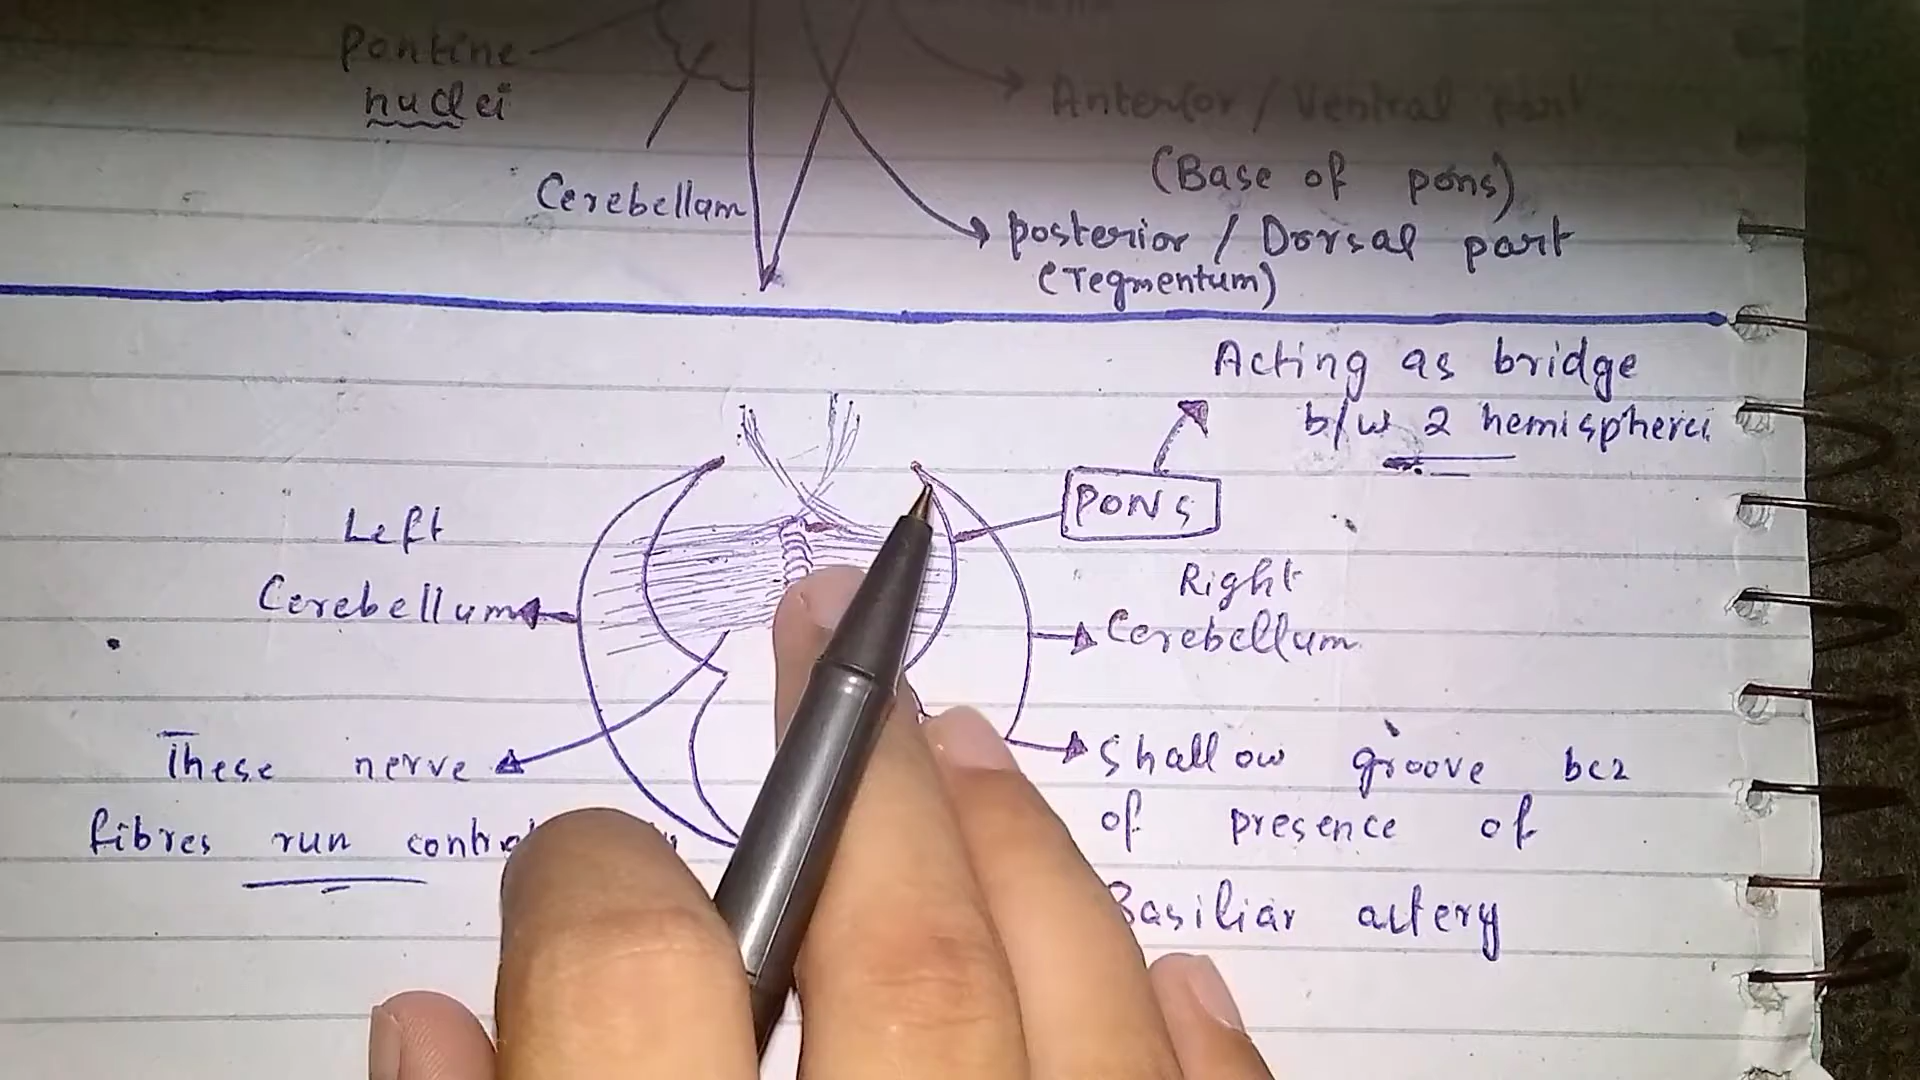 Pontine
nuclei
Anterior / Ventral part
(Base of pons)
Cerebellam
posterior / Dorsal part
(Tegmentum)
Acting as bridge
b/w 2 hemispheres
PONS
Left
Cerebellum
Right
Cerebellum
These nerve
fibres run
Shallow groove bcz
of presence of
Basiliar artery